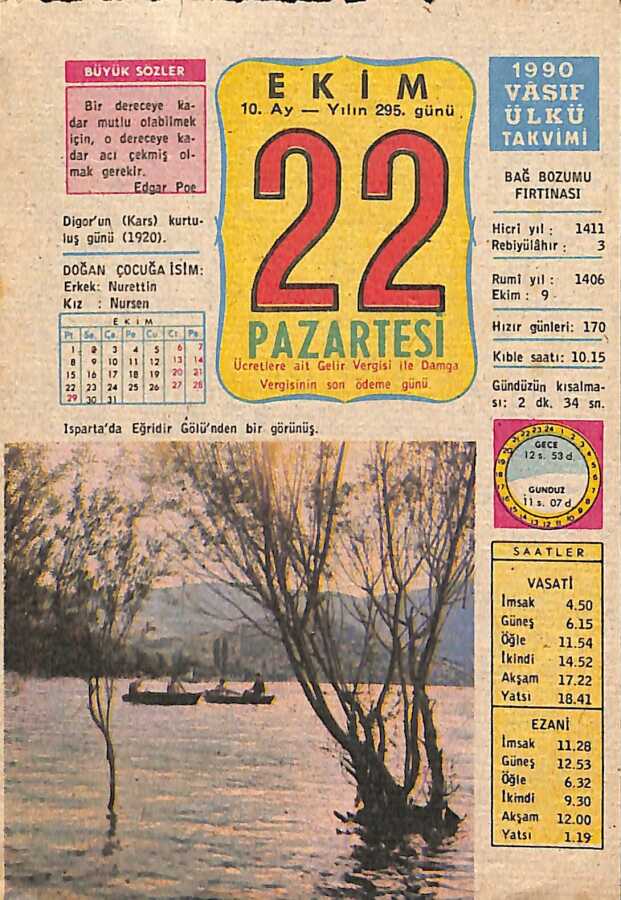 BÜYÜK SÖZLER
Bir dereceye ka-
dar mutlu olabilmek
için, o dereceye ka-
dar acı çekmiş ol-
mak gerekir.
Edgar Poe
Digor'un (Kars) kurtu-
luş günü (1920).
DOĞAN ÇOCUĞA İSİM:
Erkek: Nurettin
Kız : Nursen
EKİM
Pt. Sa. Ça. Pe Cu Ct. Pa.
1 2 3 4 5 6 7
8 9 10 11 12 13 14
15 16 17 18 19 20 21
22 23 24 25 26 27 28
29 30 31
EKİM
10. Ay — Yılın 295. günü
22
PAZARTESİ
Ücretlere ait Gelir Vergisi ile Damga
Vergisinin son ödeme günü
1990
VÂSIF
ÜLKÜ
TAKVİMİ
BAĞ BOZUMU
FIRTINASI
Hicrî yıl : 1411
Rebiyülâhır : 3
Rumî yıl : 1406
Ekim : 9
Hızır günleri: 170
Kıble saatı: 10.15
Gündüzün kısalma-
sı: 2 dk. 34 sn.
GECE
12 s. 53 d
GÜNDÜZ
11 s. 07 d
SAATLER
VASATİ
İmsak 4.50
Güneş 6.15
Öğle 11.54
İkindi 14.52
Akşam 17.22
Yatsı 18.41
EZANİ
İmsak 11.28
Güneş 12.53
Öğle 6.32
İkindi 9.30
Akşam 12.00
Yatsı 1.19
Isparta'da Eğridir Gölü'nden bir görünüş.